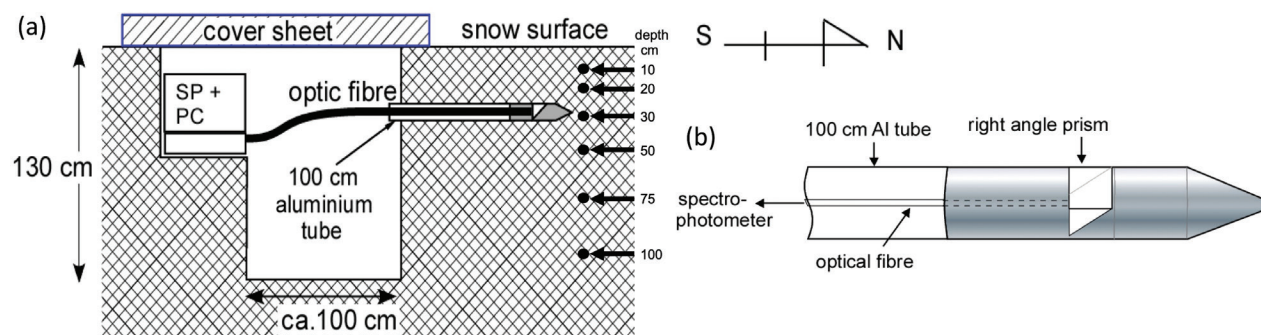 (a)
cover sheet
snow surface
depth
cm
S
N
SP +
PC
optic fibre
10
20
30
50
75
100
130 cm
100 cm
aluminium
tube
ca.100 cm
(b)
100 cm Al tube
right angle prism
spectro-
photometer
optical fibre